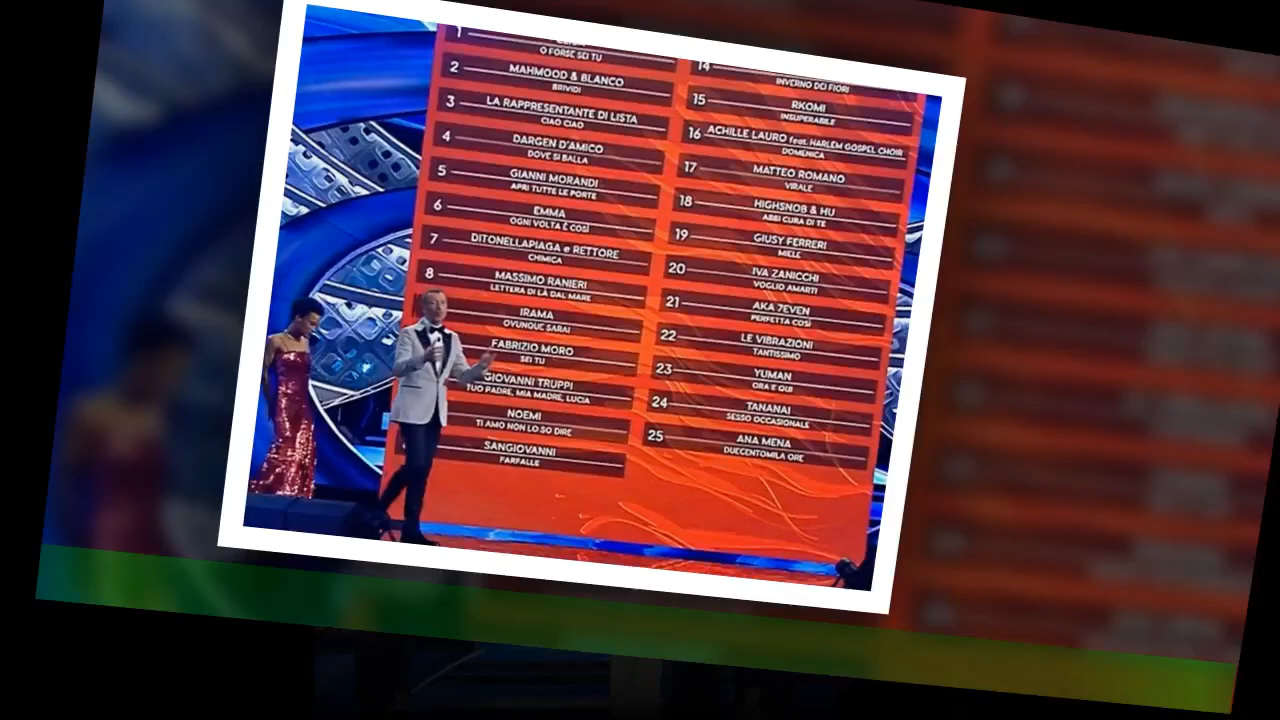 1
O FORSE SEI TU
2 MAHMOOD & BLANCO
BRIVIDI
3 LA RAPPRESENTANTE DI LISTA
CIAO CIAO
4 DARGEN D'AMICO
DOVE SI BALLA
5 GIANNI MORANDI
APRI TUTTE LE PORTE
6 EMMA
OGNI VOLTA È COSÌ
7 DITONELLAPIAGA e RETTORE
CHIMICA
8 MASSIMO RANIERI
LETTERA DI LÀ DAL MARE
IRAMA
OVUNQUE SARAI
FABRIZIO MORO
SEI TU
GIOVANNI TRUPPI
TUO PADRE, MIA MADRE, LUCIA
NOEMI
TI AMO NON LO SO DIRE
SANGIOVANNI
FARFALLE
14
INVERNO DEI FIORI
15 RKOMI
INSUPERABILE
16 ACHILLE LAURO feat. HARLEM GOSPEL CHOIR
DOMENICA
17 MATTEO ROMANO
VIRALE
18 HIGHSNOB & HU
ABBI CURA DI TE
19 GIUSY FERRERI
MIELE
20 IVA ZANICCHI
VOGLIO AMARTI
21 AKA 7EVEN
PERFETTA COSÌ
22 LE VIBRAZIONI
TANTISSIMO
23 YUMAN
ORA E QUI
24 TANANAI
SESSO OCCASIONALE
25 ANA MENA
DUECENTOMILA ORE